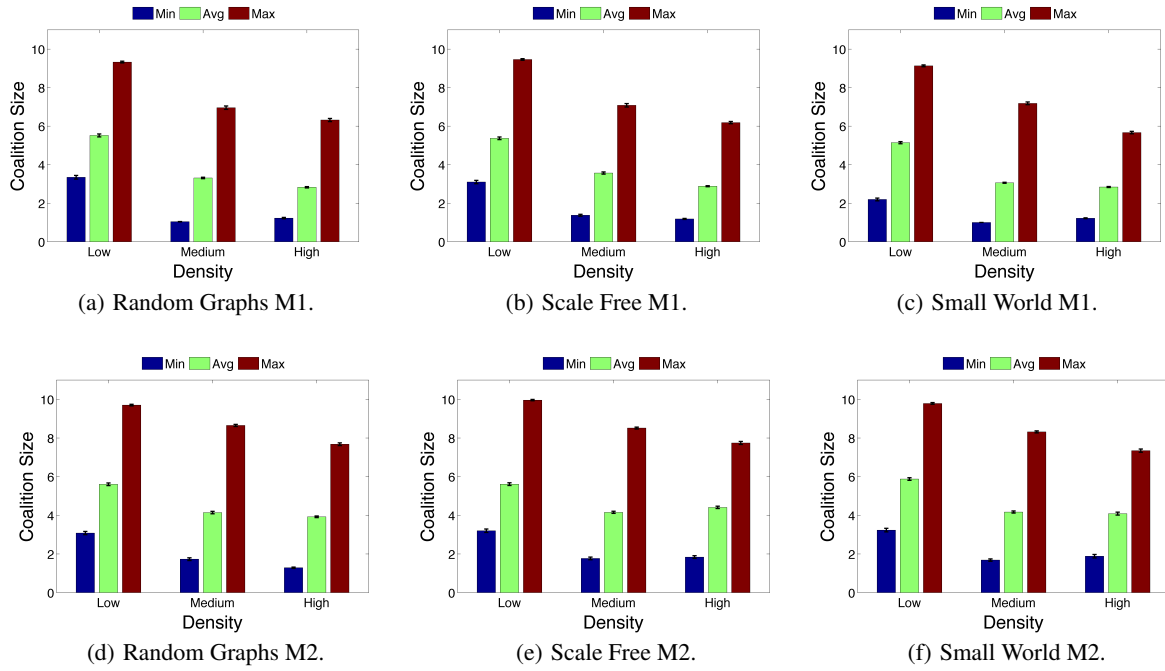 Min Avg Max
Coalition Size
10
8
6
4
2
0
Low Medium High
Density
(a) Random Graphs M1.
Min Avg Max
Coalition Size
10
8
6
4
2
0
Low Medium High
Density
(b) Scale Free M1.
Min Avg Max
Coalition Size
10
8
6
4
2
0
Low Medium High
Density
(c) Small World M1.
Min Avg Max
Coalition Size
10
8
6
4
2
0
Low Medium High
Density
(d) Random Graphs M2.
Min Avg Max
Coalition Size
10
8
6
4
2
0
Low Medium High
Density
(e) Scale Free M2.
Min Avg Max
Coalition Size
10
8
6
4
2
0
Low Medium High
Density
(f) Small World M2.